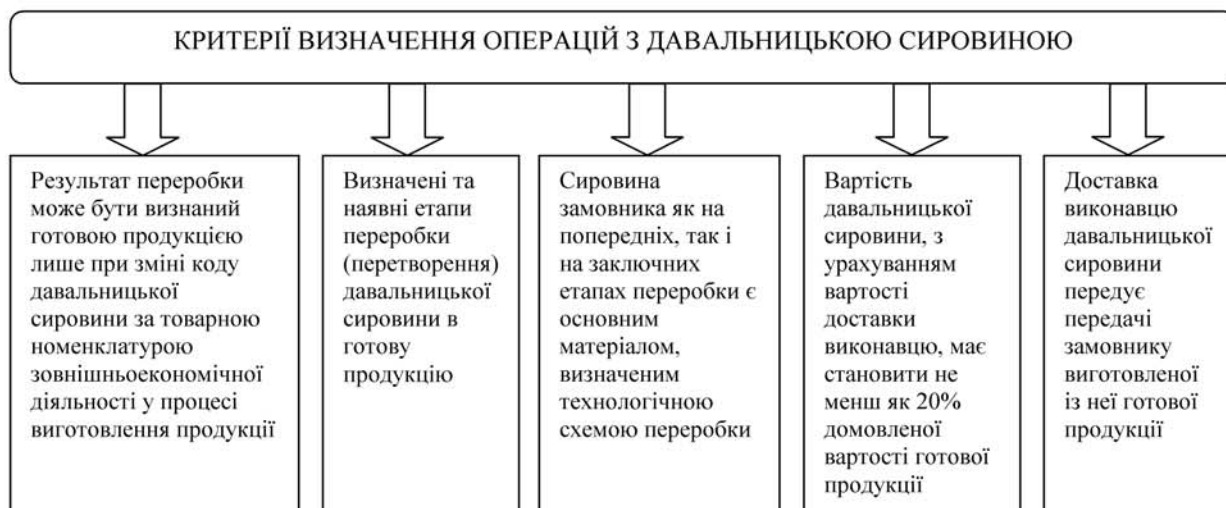 КРИТЕРІЇ ВИЗНАЧЕННЯ ОПЕРАЦІЙ З ДАВАЛЬНИЦЬКОЮ СИРОВИНОЮ
Результат переробки
може бути визнаний
готовою продукцією
лише при зміні коду
давальницької
сировини за товарною
номенклатурою
зовнішньоекономічної
діяльності у процесі
виготовлення продукції
Визначені та
наявні етапи
переробки
(перетворення)
давальницької
сировини в
готову
продукцію
Сировина
замовника як на
попередніх, так і
на заключних
етапах переробки є
основним
матеріалом,
визначеним
технологічною
схемою переробки
Вартість
давальницької
сировини, з
урахуванням
вартості
доставки
виконавцю, має
становити не
менш як 20%
домовленої
вартості готової
продукції
Доставка
виконавцю
давальницької
сировини
передує
передачі
замовнику
виготовленої
із неї готової
продукції